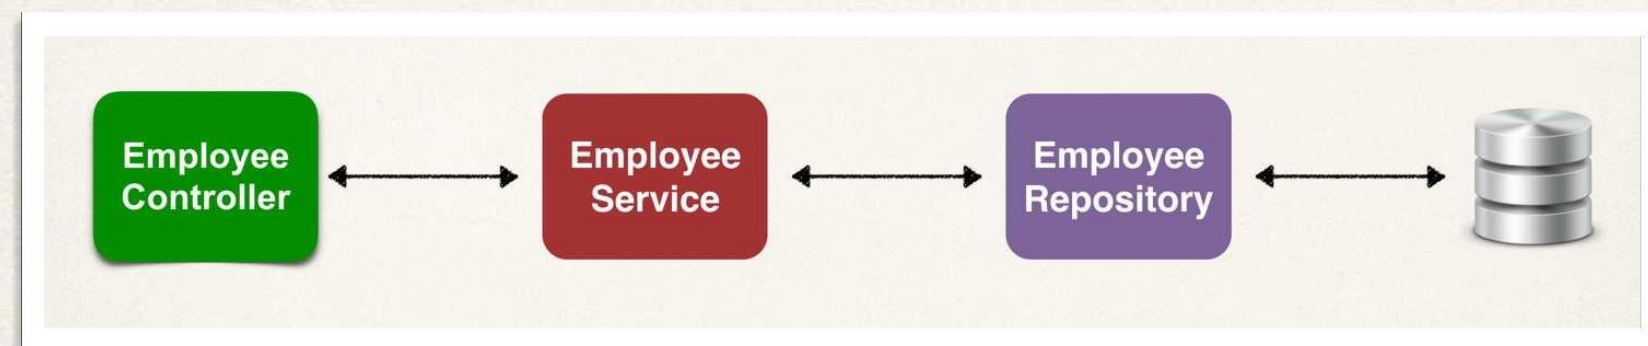 Employee
Controller
Employee
Service
Employee
Repository